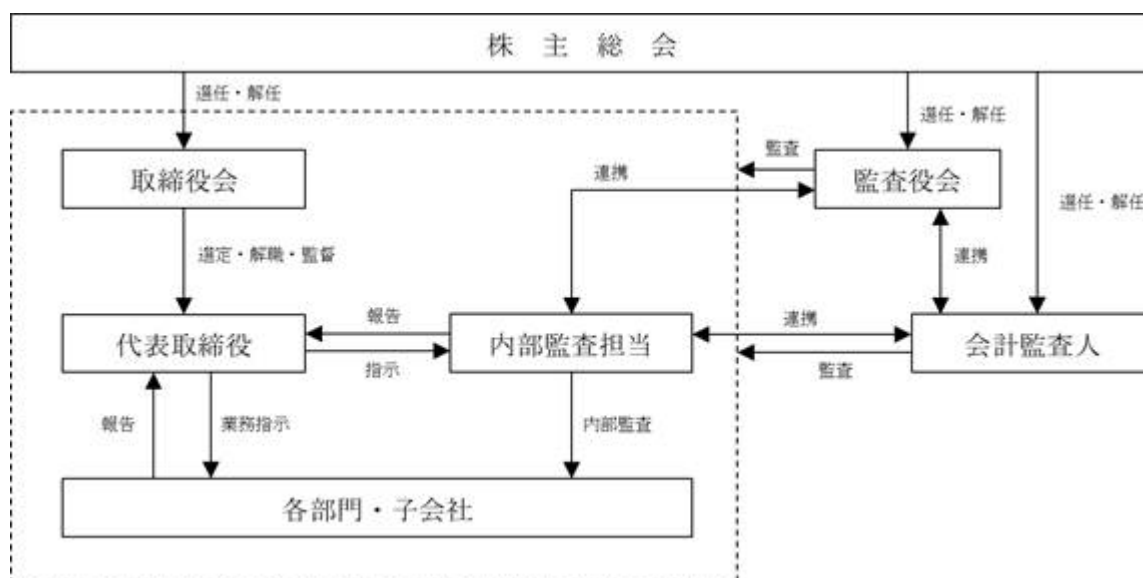 株 主 総 会
選任・解任
選任・解任
監査
取締役会
連携
監査役会
選任・解任
選定・解職・監督
連携
報告
連携
代表取締役
内部監査担当
会計監査人
指示
監査
報告
業務指示
内部監査
各部門・子会社